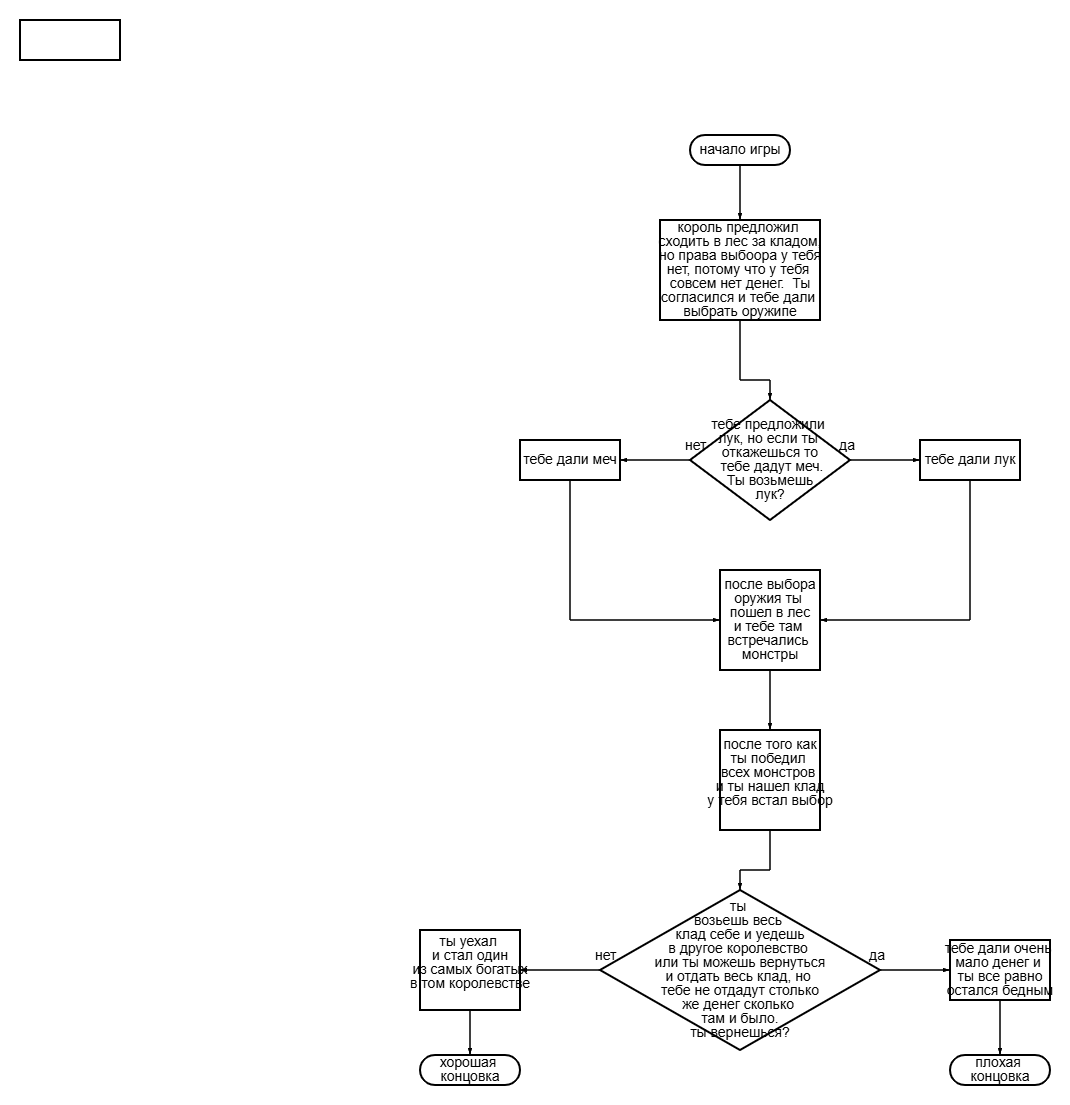 начало игры
король предложил
сходить в лес за кладом,
но права выбоора у тебя
нет, потому что у тебя
совсем нет денег. Ты
согласился и тебе дали
выбрать оружипе
тебе предложили
лук, но если ты
откажешься то
тебе дадут меч.
Ты возьмешь
лук?
нет
да
тебе дали меч
тебе дали лук
после выбора
оружия ты
пошел в лес
и тебе там
встречались
монстры
после того как
ты победил
всех монстров
и ты нашел клад
у тебя встал выбор
ты
возьешь весь
клад себе и уедешь
в другое королевство
или ты можешь вернуться
и отдать весь клад, но
тебе не отдадут столько
же денег сколько
там и было.
ты вернешься?
нет
да
ты уехал
и стал один
из самых богатых
в том королевстве
тебе дали очень
мало денег и
ты все равно
остался бедным
хорошая
концовка
плохая
концовка